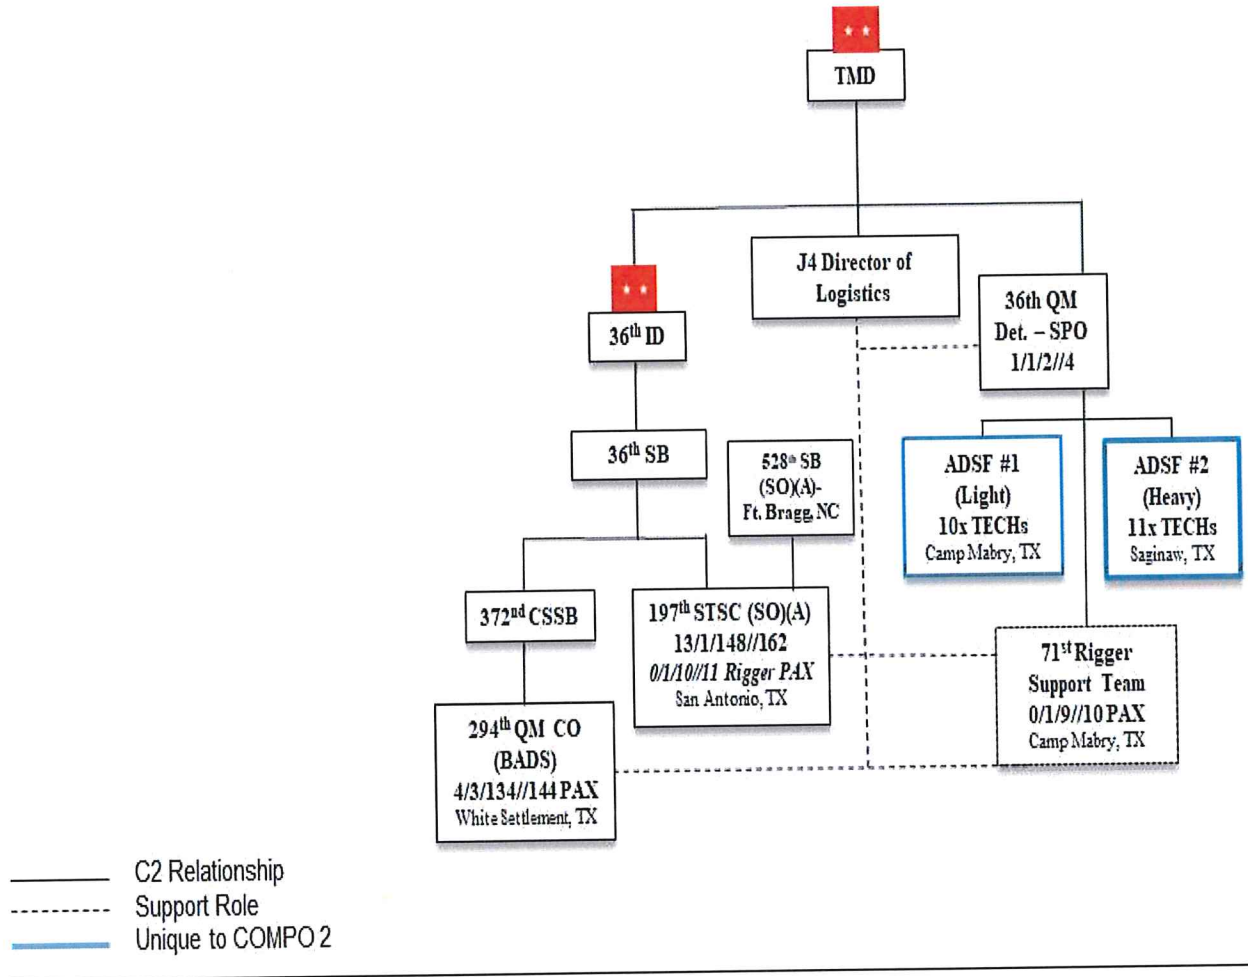 TMD
J4 Director of
Logistics
36th ID
36th QM
Det. – SPO
1/1/2//4
36th SB
528th SB
(SO)(A)-
Ft. Bragg, NC
ADSF #1
(Light)
10x TECHs
Camp Mabry, TX
ADSF #2
(Heavy)
11x TECHs
Saginaw, TX
372nd CSSB
197th STSC (SO)(A)
13/1/148//162
0/1/10//11 Rigger PAX
San Antonio, TX
71st Rigger
Support Team
0/1/9//10 PAX
Camp Mabry, TX
294th QM CO
(BADS)
4/3/134//144 PAX
White Settlement, TX
C2 Relationship
Support Role
Unique to COMPO 2